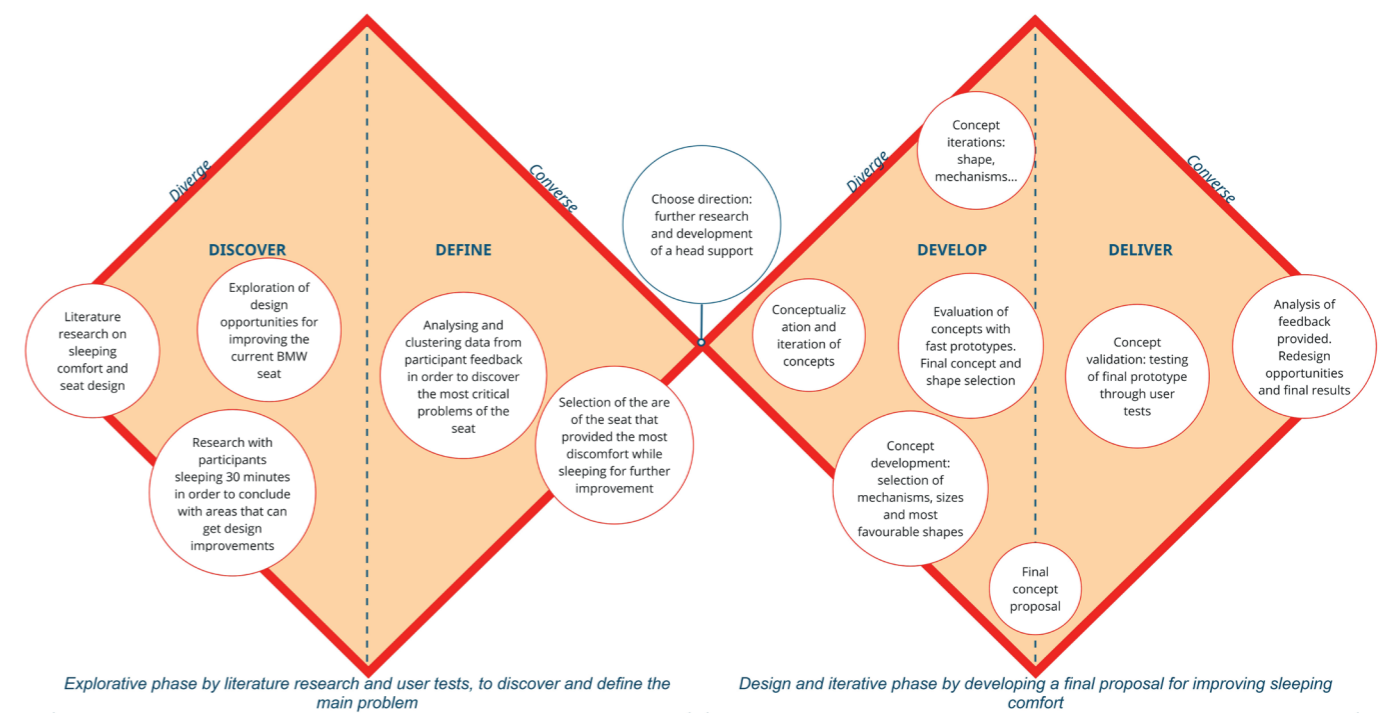 Diverge
Converse
DISCOVER
DEFINE
Literature
research on
sleeping
comfort and
seat design
Exploration of
design
opportunities for
improving the
current BMW
seat
Research with
participants
sleeping 30 minutes
in order to conclude
with areas that can
get design
improvements
Analysing and
clustering data from
participant feedback
in order to discover
the most critical
problems of the
seat
Selection of the are
of the seat that
provided the most
discomfort while
sleeping for further
improvement
Choose direction:
further research
and development
of a head support
Diverge
Converse
Concept
iterations:
shape,
mechanisms...
DEVELOP
DELIVER
Conceptualiz
ation and
iteration of
concepts
Evaluation of
concepts with
fast prototypes.
Final concept and
shape selection
Concept
development:
selection of
mechanisms, sizes
and most
favourable shapes
Final
concept
proposal
Concept
validation: testing
of final prototype
through user
tests
Analysis of
feedback
provided.
Redesign
opportunities
and final results
Explorative phase by literature research and user tests, to discover and define the
main problem
Design and iterative phase by developing a final proposal for improving sleeping
comfort